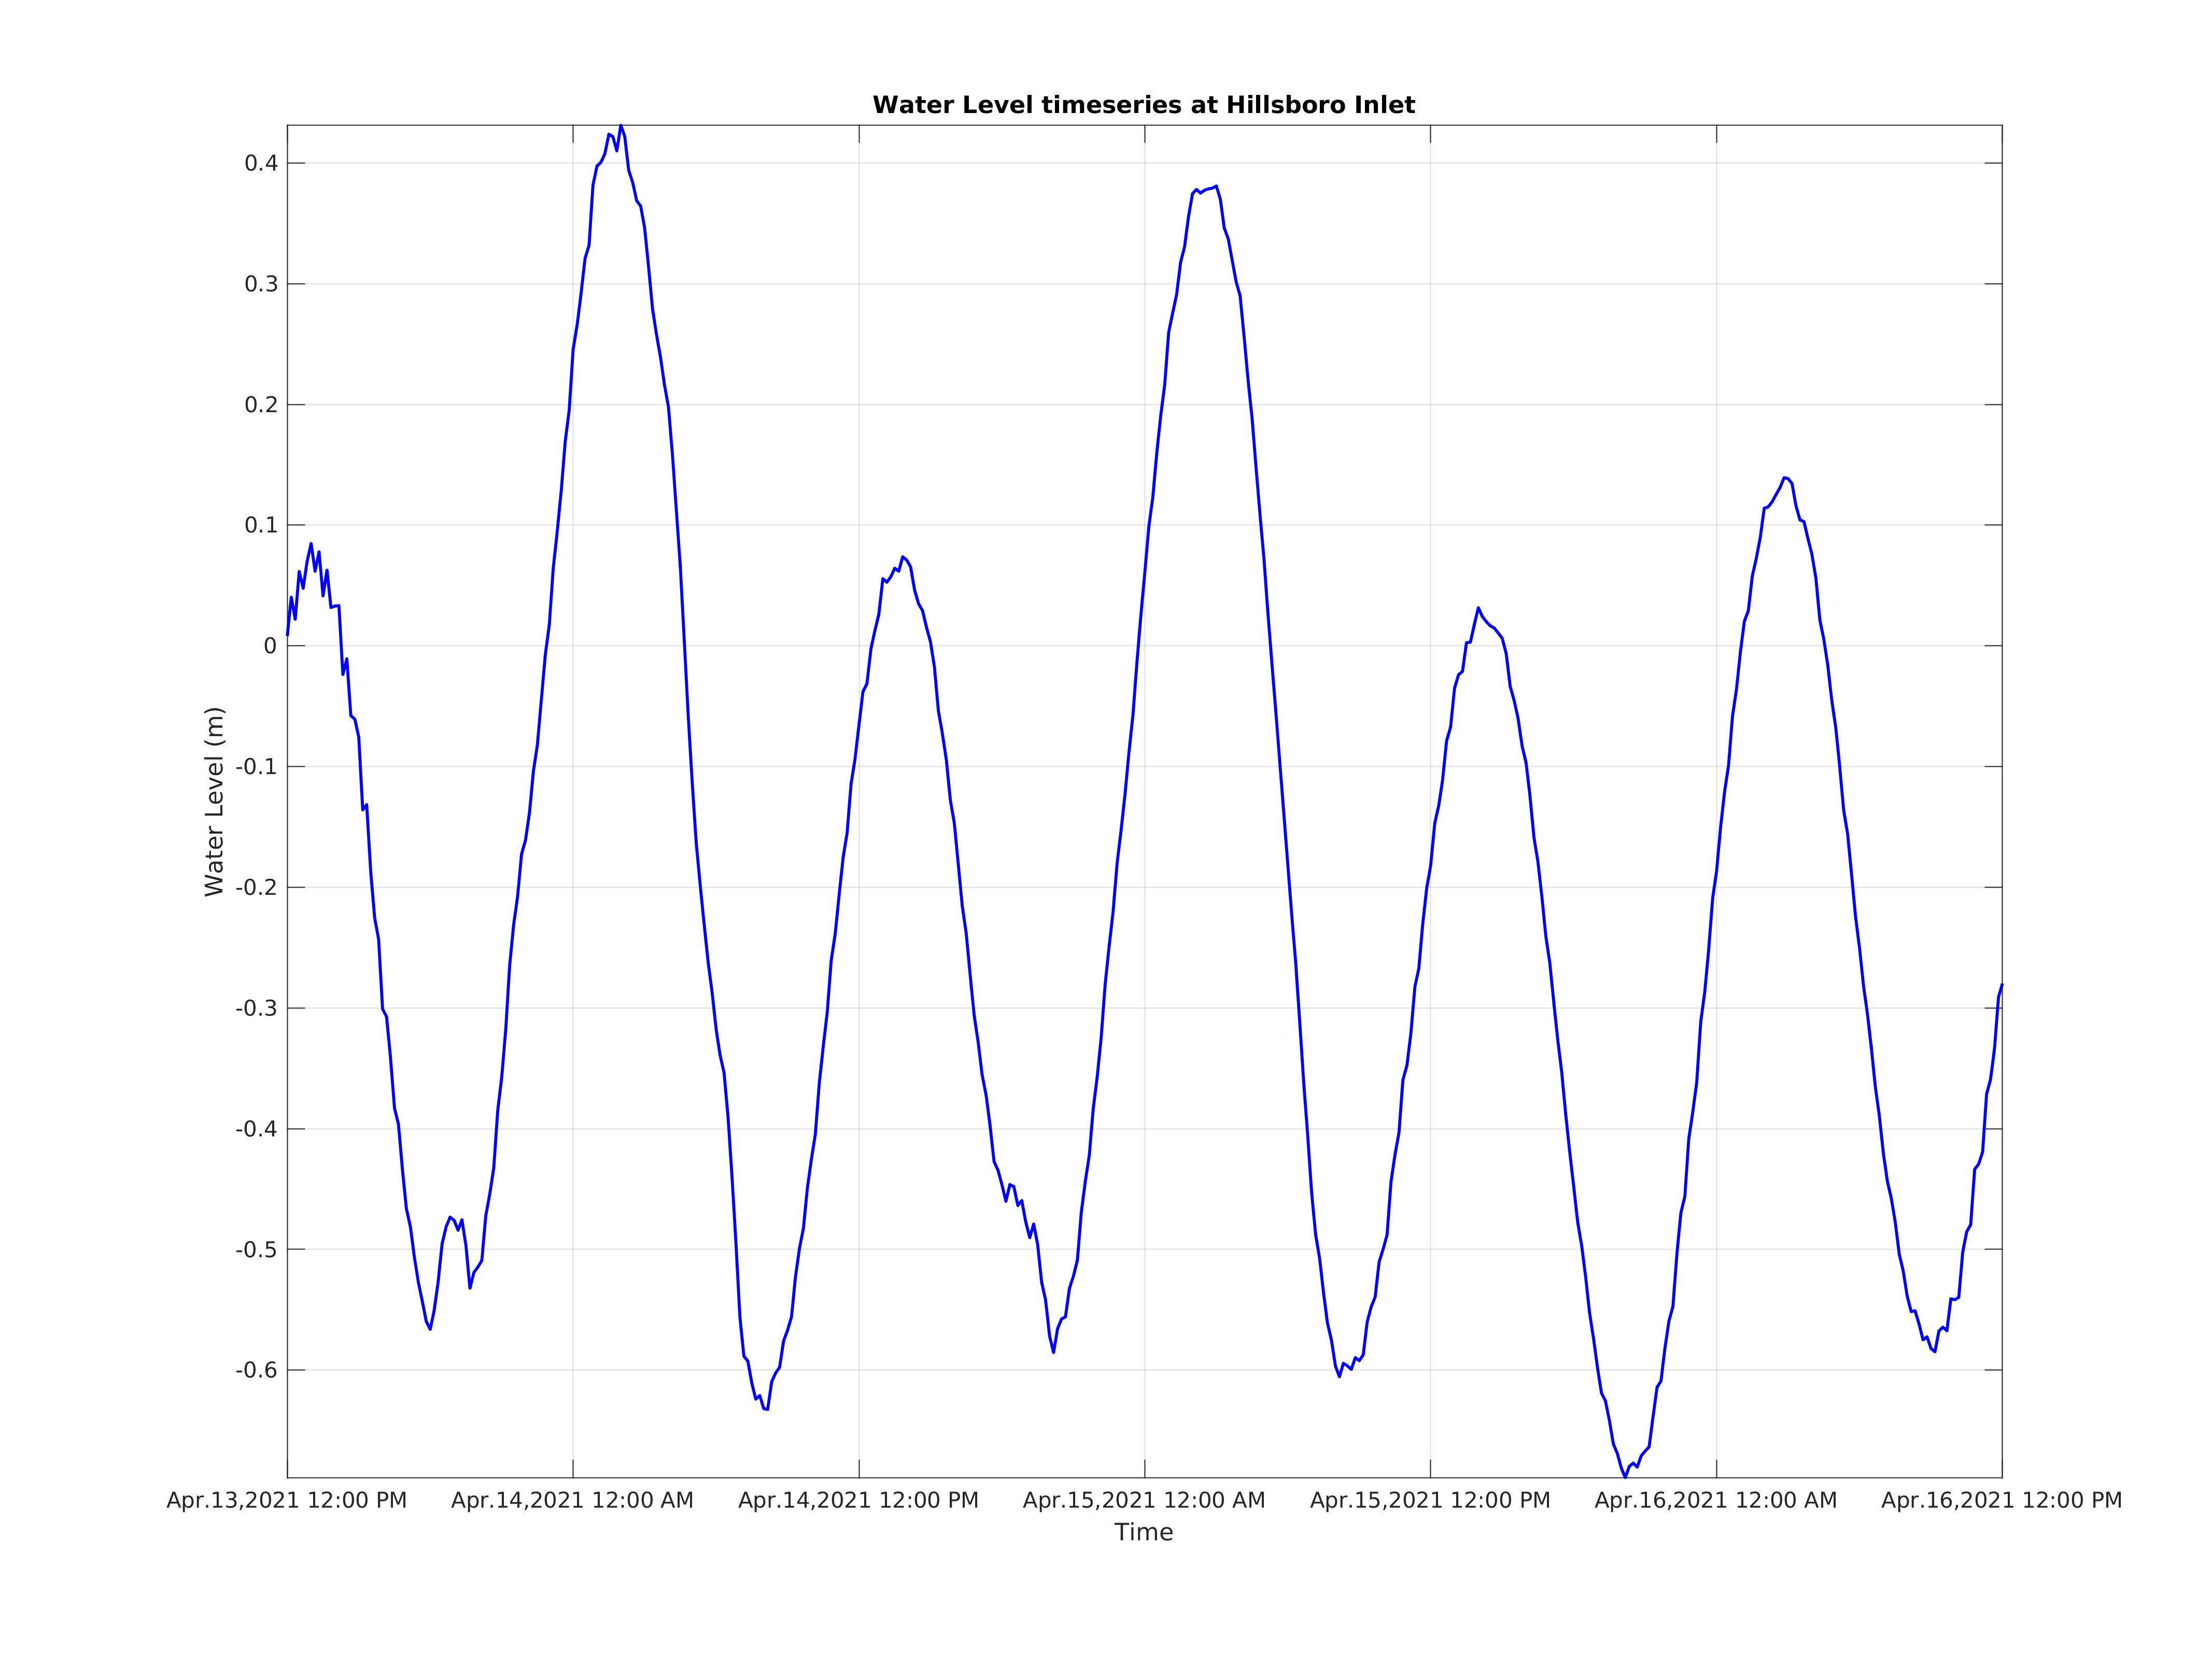 Water Level timeseries at Hillsboro Inlet
0.4
0.3
0.2
0.1
0
-0.1
-0.2
-0.3
-0.4
-0.5
-0.6
Water Level (m)
Apr.13,2021 12:00 PM Apr.14,2021 12:00 AM Apr.14,2021 12:00 PM Apr.15,2021 12:00 AM Apr.15,2021 12:00 PM Apr.16,2021 12:00 AM Apr.16,2021 12:00 PM
Time